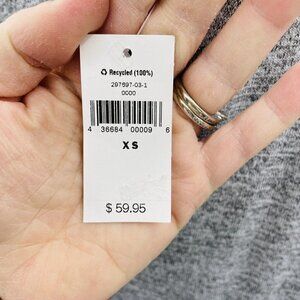 ♻ Recycled (100%)
297697-03-1
0000
4 36684 00009 6
XS
$ 59.95